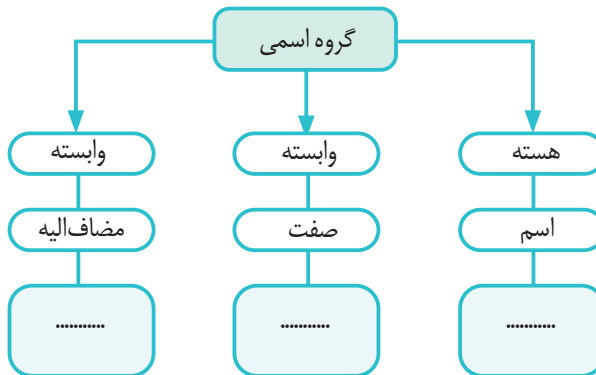 گروه اسمی
هسته
وابسته
وابسته
اسم
صفت
مضاف‌الیه
...........
...........
...........